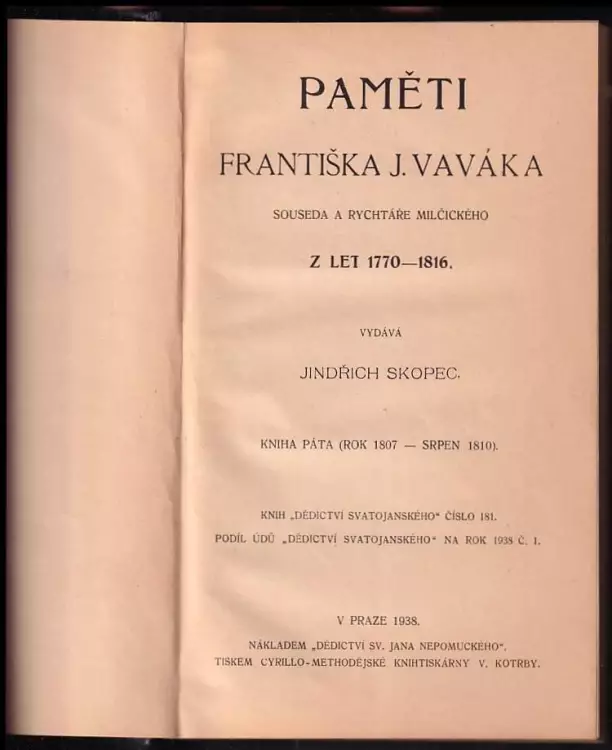 PAMĚTI
FRANTIŠKA J. VAVÁKA
SOUSEDA A RYCHTÁŘE MILČICKÉHO
Z LET 1770—1816.
VYDÁVÁ
JINDŘICH SKOPEC.
KNIHA PÁTA (ROK 1807 — SRPEN 1810).
KNIH „DĚDICTVÍ SVATOJANSKÉHO“ ČÍSLO 181.
PODÍL ÚDŮ „DĚDICTVÍ SVATOJANSKÉHO“ NA ROK 1938 Č. 1.
V PRAZE 1938.
NÁKLADEM „DĚDICTVÍ SV. JANA NEPOMUCKÉHO“.
TISKEM CYRILLO-METHODĚJSKÉ KNIHTISKÁRNY V. KOTRBY.